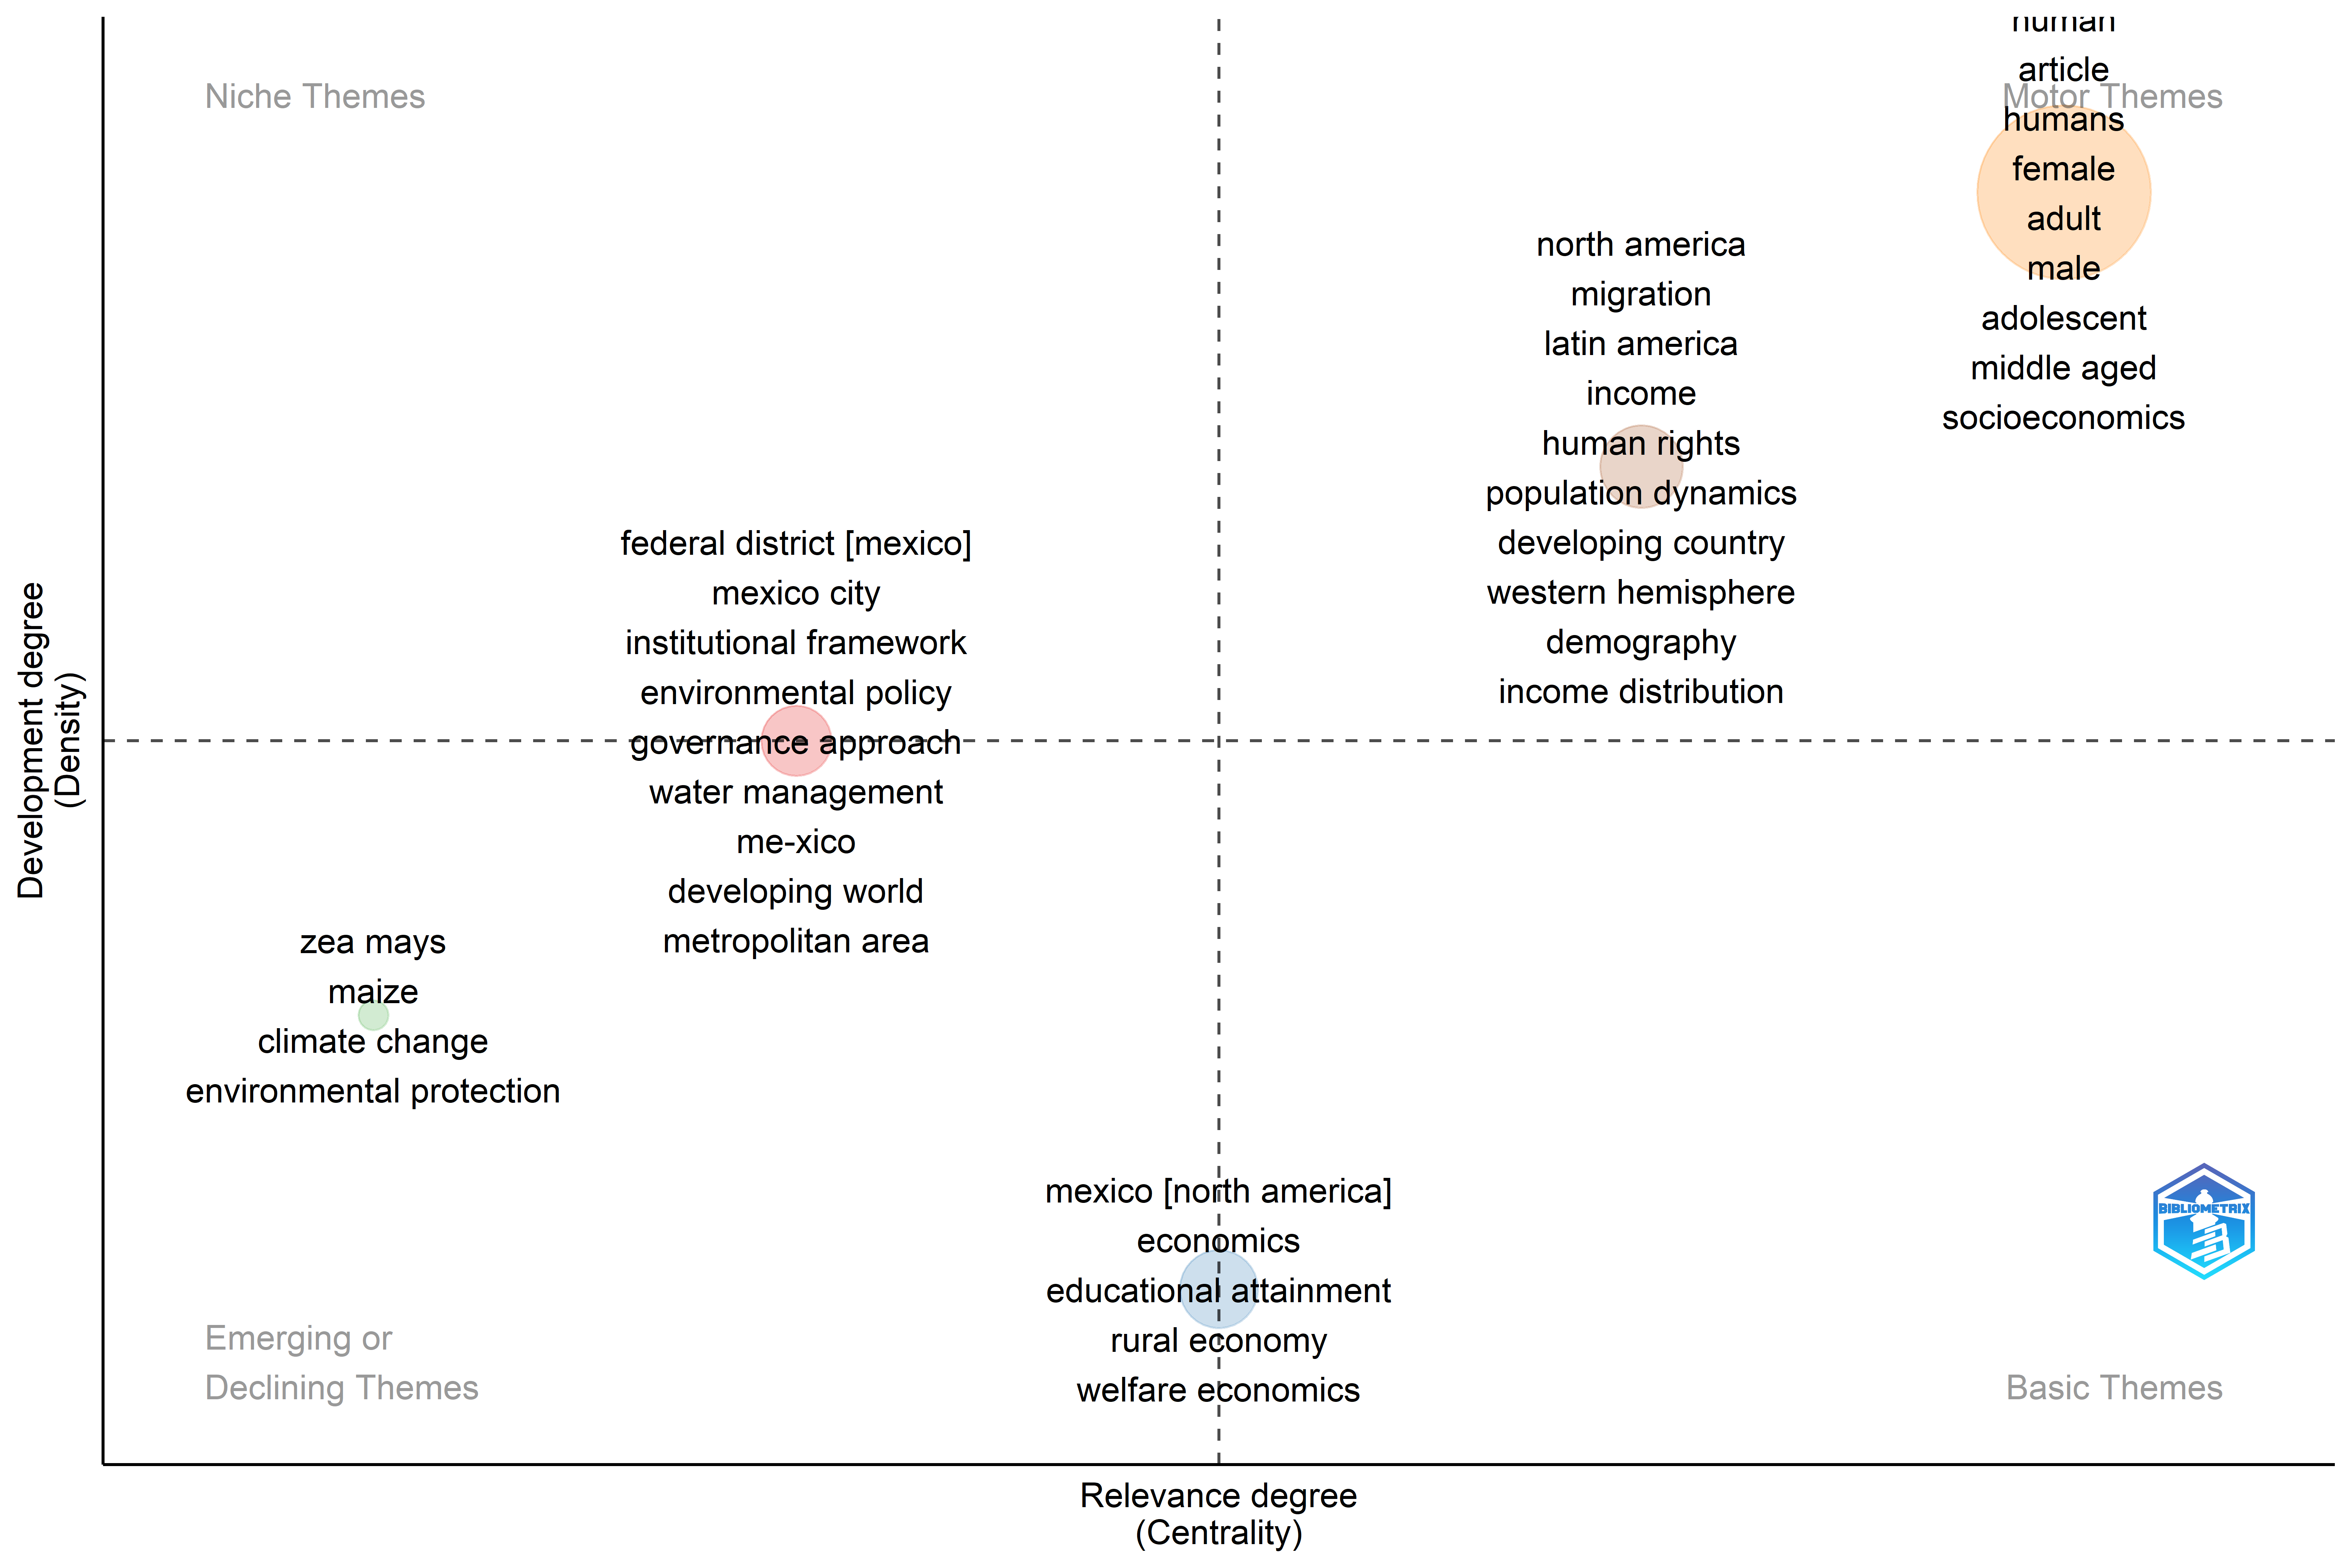 human
article
Niche Themes
Motor Themes
humans
female
adult
male
adolescent
middle aged
socioeconomics
north america
migration
latin america
income
human rights
population dynamics
developing country
western hemisphere
demography
income distribution
federal district [mexico]
mexico city
institutional framework
environmental policy
governance approach
water management
me-xico
developing world
metropolitan area
zea mays
maize
climate change
environmental protection
mexico [north america]
economics
educational attainment
rural economy
welfare economics
BIBLIOMETRIX
Emerging or
Declining Themes
Basic Themes
Development degree
(Density)
Relevance degree
(Centrality)